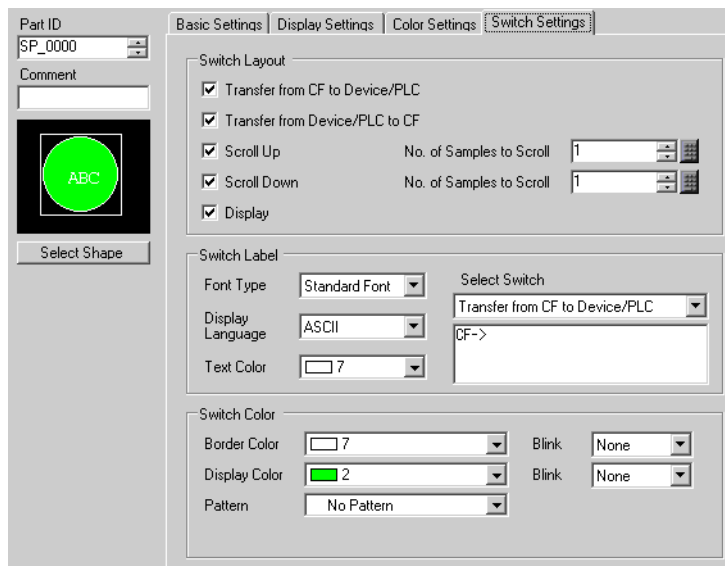 Part ID
SP_0000
Comment
ABC
Select Shape
Basic Settings Display Settings Color Settings Switch Settings
Switch Layout
Transfer from CF to Device/PLC
Transfer from Device/PLC to CF
Scroll Up No. of Samples to Scroll 1
Scroll Down No. of Samples to Scroll 1
Display
Switch Label
Font Type Standard Font
Display Language ASCII
Text Color 7
Select Switch
Transfer from CF to Device/PLC
CF->
Switch Color
Border Color 7 Blink None
Display Color 2 Blink None
Pattern No Pattern